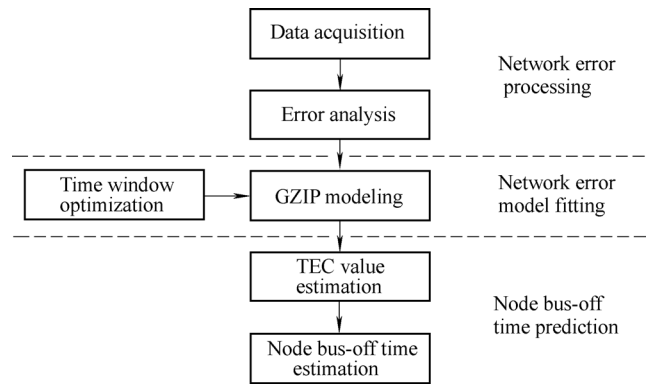 Data acquisition
Network error
processing
Error analysis
Time window
optimization
GZIP modeling
Network error
model fitting
TEC value
estimation
Node bus-off
time prediction
Node bus-off time
estimation